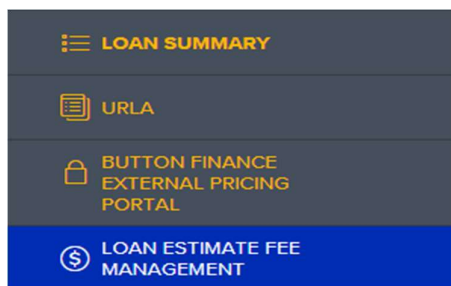 LOAN SUMMARY
URLA
BUTTON FINANCE
EXTERNAL PRICING
PORTAL
LOAN ESTIMATE FEE
MANAGEMENT